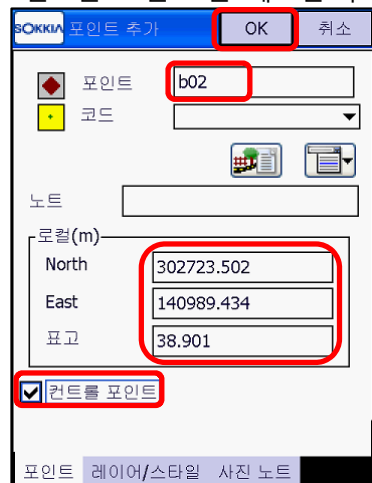 SOKKIA 포인트 추가 OK 취소
포인트 b02
코드
노트
로컬(m)
North 302723.502
East 140989.434
표고 38.901
컨트롤 포인트
포인트 레이어/스타일 사진 노트